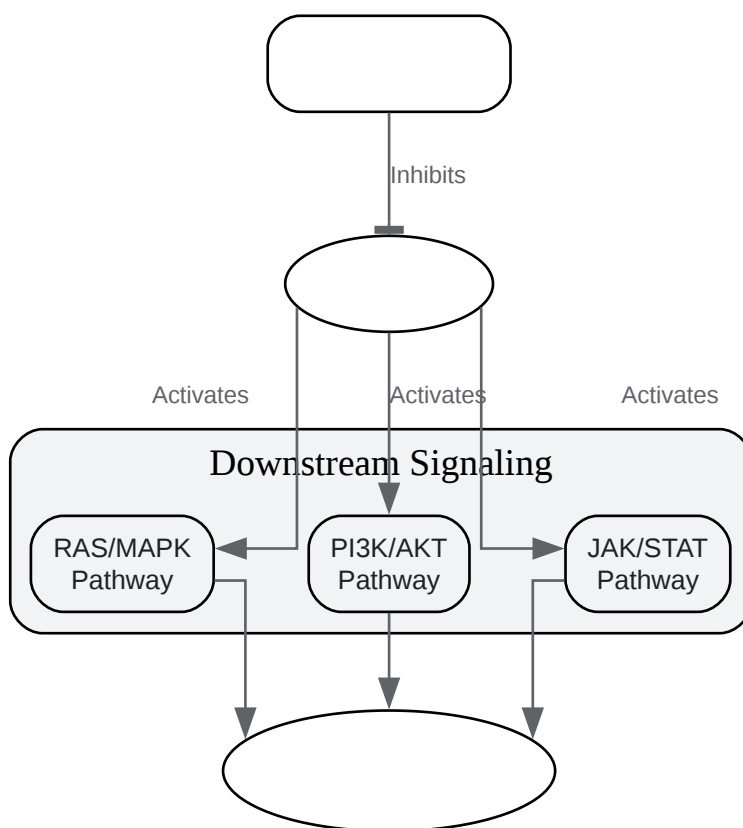 Inhibits
Activates
Activates
Activates
Downstream Signaling
RAS/MAPK
Pathway
PI3K/AKT
Pathway
JAK/STAT
Pathway